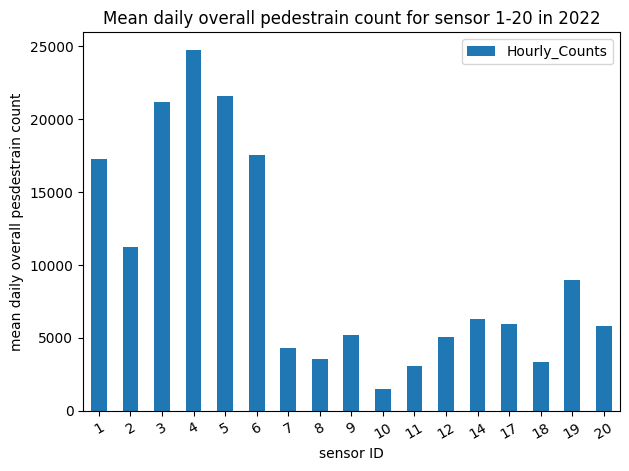 Mean daily overall pedestrain count for sensor 1-20 in 2022
Hourly_Counts
mean daily overall pesdestrain count
25000
20000
15000
10000
5000
0
1 2 3 4 5 6 7 8 9 10 11 12 14 17 18 19 20
sensor ID